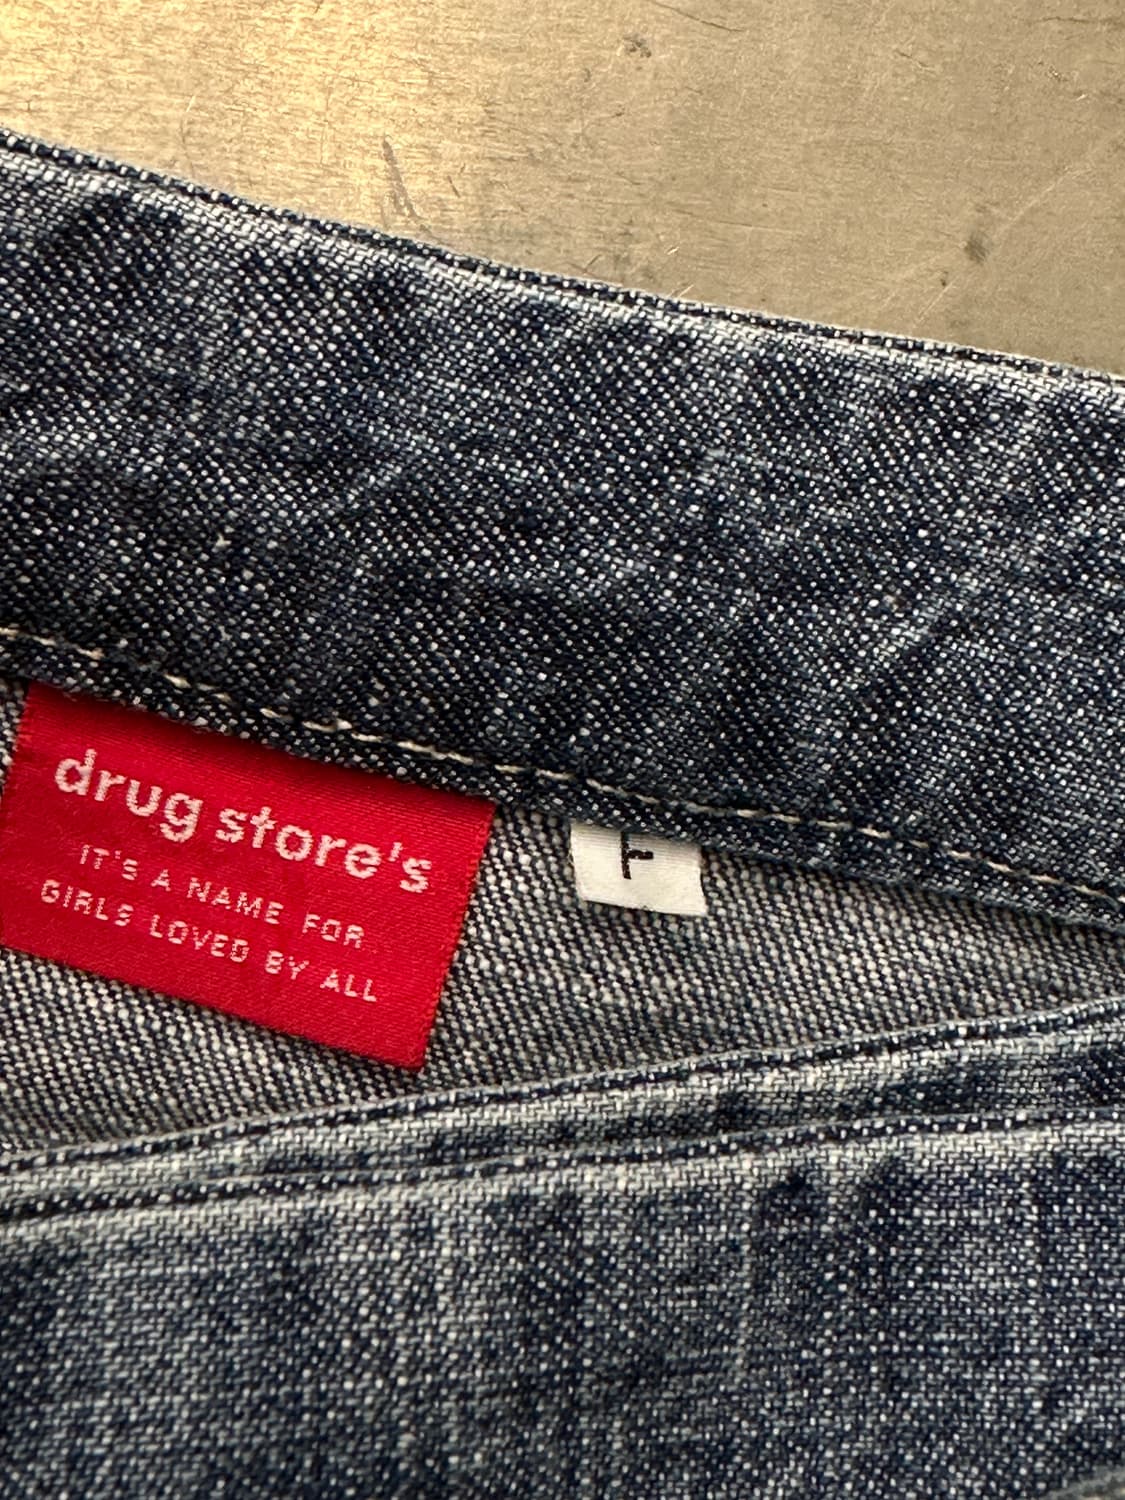 drug store's
IT'S A NAME FOR
GIRLS LOVED BY ALL
F